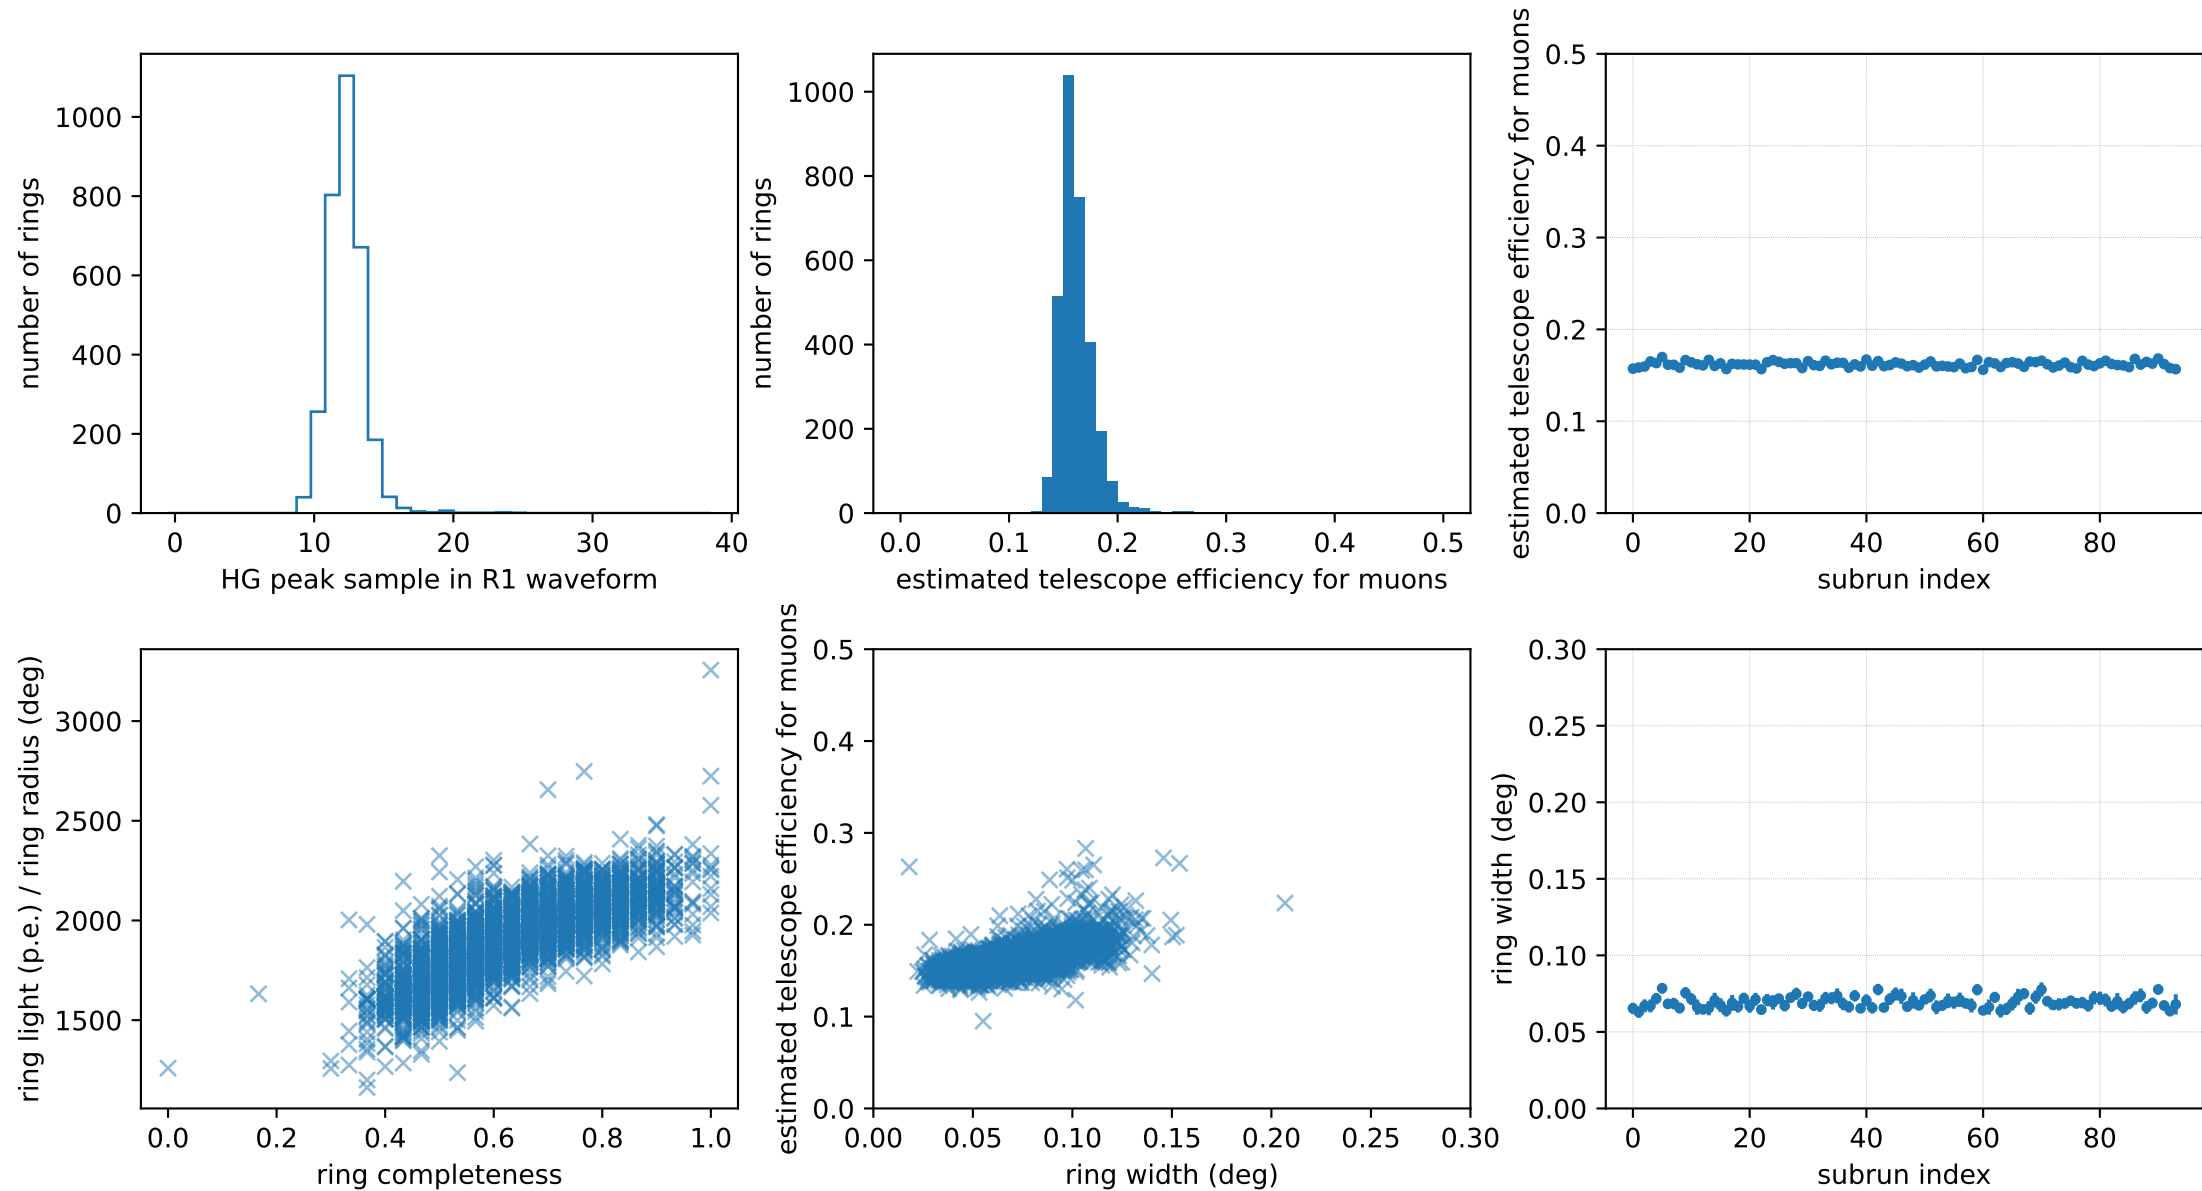 number of rings
1000
800
600
400
200
0
0 10 20 30 40
HG peak sample in R1 waveform
number of rings
1000
800
600
400
200
0
0.0 0.1 0.2 0.3 0.4 0.5
estimated telescope efficiency for muons
estimated telescope efficiency for muons
0.5
0.4
0.3
0.2
0.1
0.0
0 20 40 60 80
subrun index
ring light (p.e.) / ring radius (deg)
3000
2500
2000
1500
0.0 0.2 0.4 0.6 0.8 1.0
ring completeness
estimated telescope efficiency for muons
0.5
0.4
0.3
0.2
0.1
0.0
0.00 0.05 0.10 0.15 0.20 0.25 0.30
ring width (deg)
ring width (deg)
0.30
0.25
0.20
0.15
0.10
0.05
0.00
0 20 40 60 80
subrun index